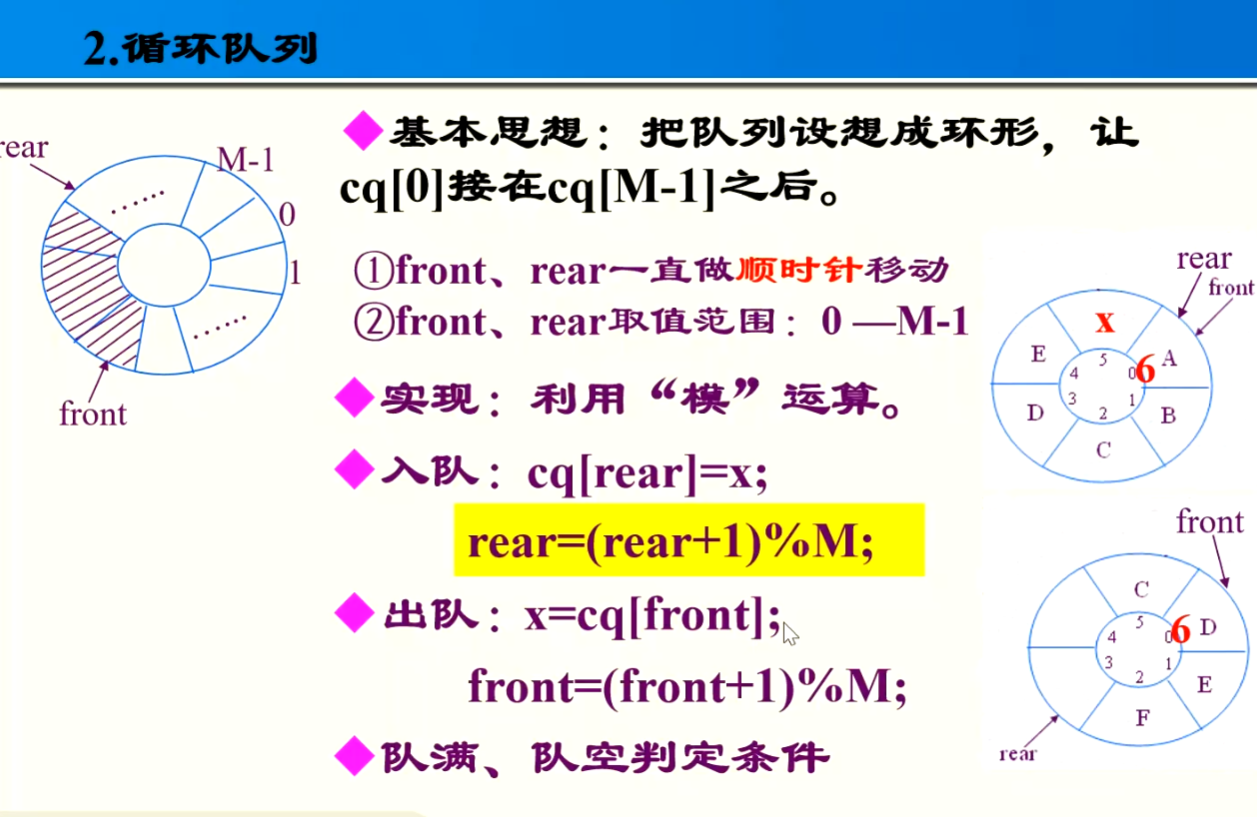 2.循环队列
◆基本思想：把队列设想成环形，让
cq[0]接在cq[M-1]之后。
①front、rear一直做顺时针移动
②front、rear取值范围：0 —M-1
◆实现：利用“模”运算。
◆入队：cq[rear]=x;
rear=(rear+1)%M;
◆出队：x=cq[front];
front=(front+1)%M;
◆队满、队空判定条件
rear
M-1
0
1
……
……
front
rear
front
x
E
5
A
4
0
6
3
1
D
2
B
C
front
C
5
D
4
0
6
3
1
2
E
F
rear